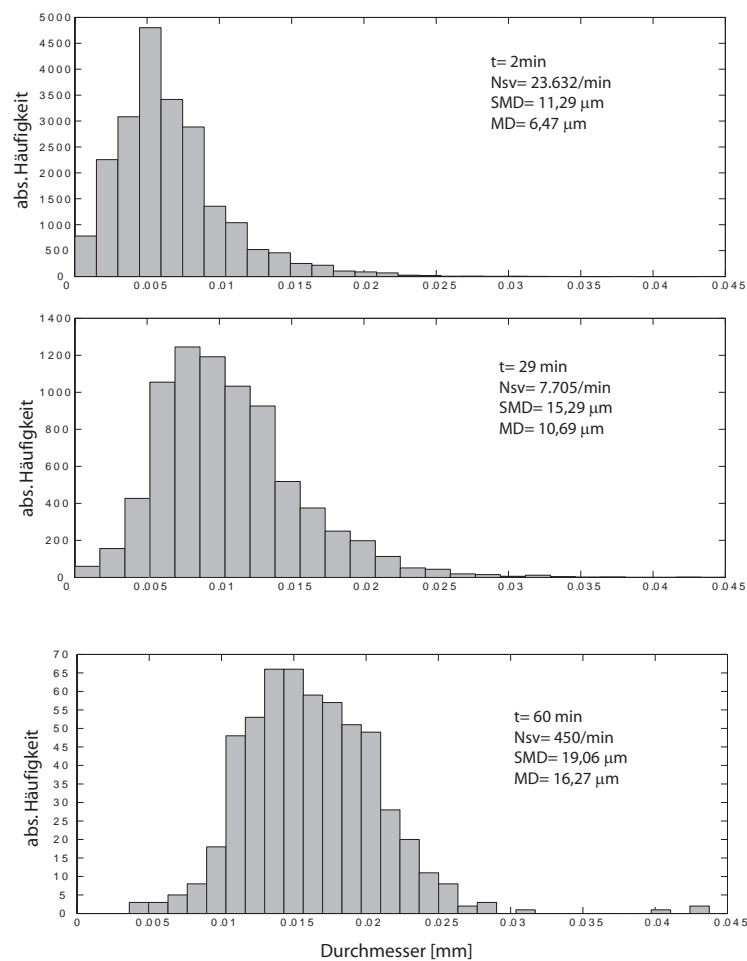 abs.Häufigkeit
5000
4500
4000
3500
3000
2500
2000
1500
1000
500
0
0 0.005 0.01 0.015 0.02 0.025 0.03 0.035 0.04 0.045
t= 2min
Nsv= 23.632/min
SMD= 11,29 µm
MD= 6,47 µm
abs.Häufigkeit
1400
1200
1000
800
600
400
200
0
0 0.005 0.01 0.015 0.02 0.025 0.03 0.035 0.04 0.045
t= 29 min
Nsv= 7.705/min
SMD= 15,29 µm
MD= 10,69 µm
abs.Häufigkeit
70
65
60
55
50
45
40
35
30
25
20
15
10
5
0
0 0.005 0.01 0.015 0.02 0.025 0.03 0.035 0.04 0.045
t= 60 min
Nsv= 450/min
SMD= 19,06 µm
MD= 16,27 µm
Durchmesser [mm]